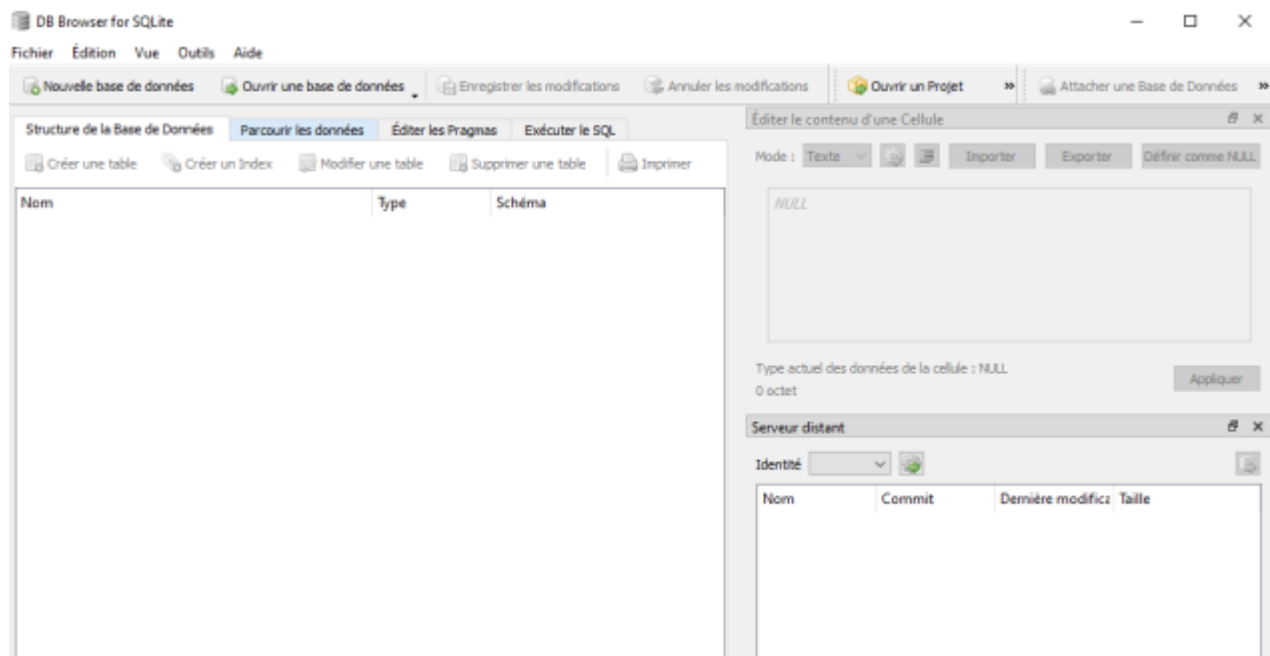 DB Browser for SQLite
Fichier Édition Vue Outils Aide
Nouvelle base de données Ouvrir une base de données Enregistrer les modifications Annuler les modifications Ouvrir un Projet » Attacher une Base de Données »
Structure de la Base de Données Parcourir les données Éditer les Pragmas Exécuter le SQL
Créer une table Créer un Index Modifier une table Supprimer une table Imprimer
Nom Type Schéma
Éditer le contenu d'une Cellule
Mode : Texte Importer Exporter Définir comme NULL
NULL
Type actuel des données de la cellule : NULL
0 octet
Appliquer
Serveur distant
Identité
Nom Commit Dernière modifica Taille